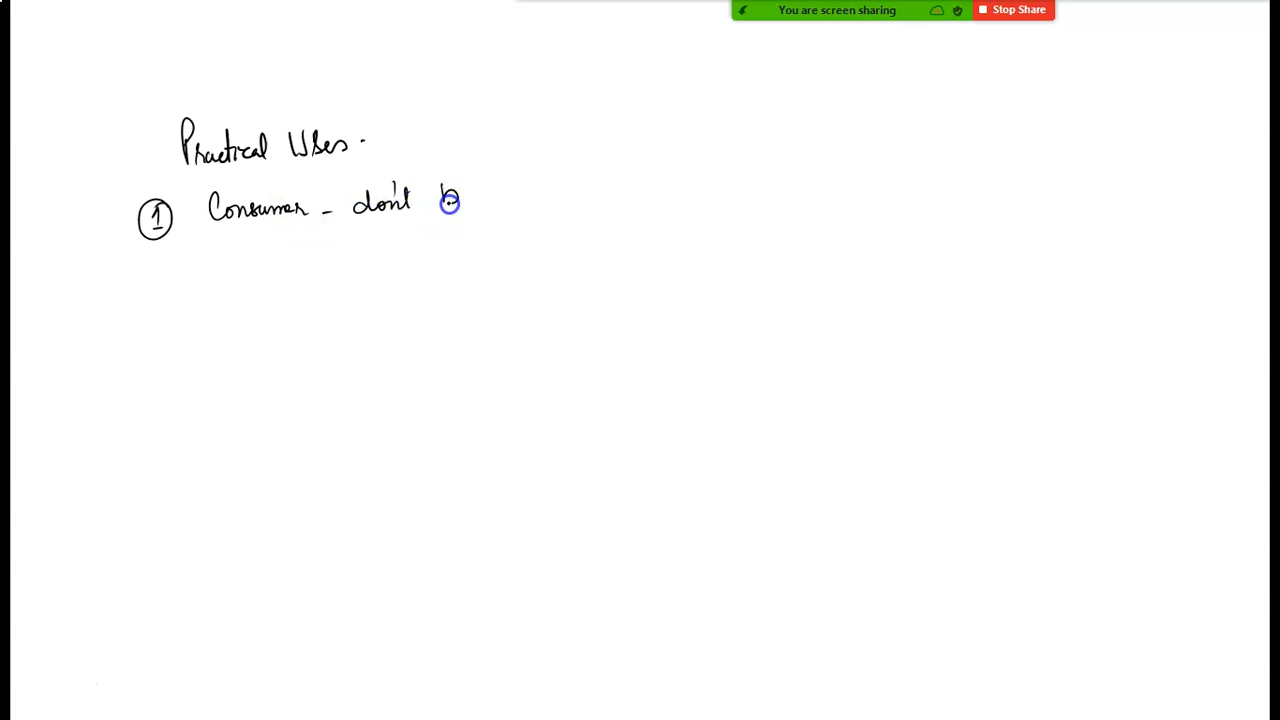 You are screen sharing Stop Share
Practical Uses.
① Consumer - don't